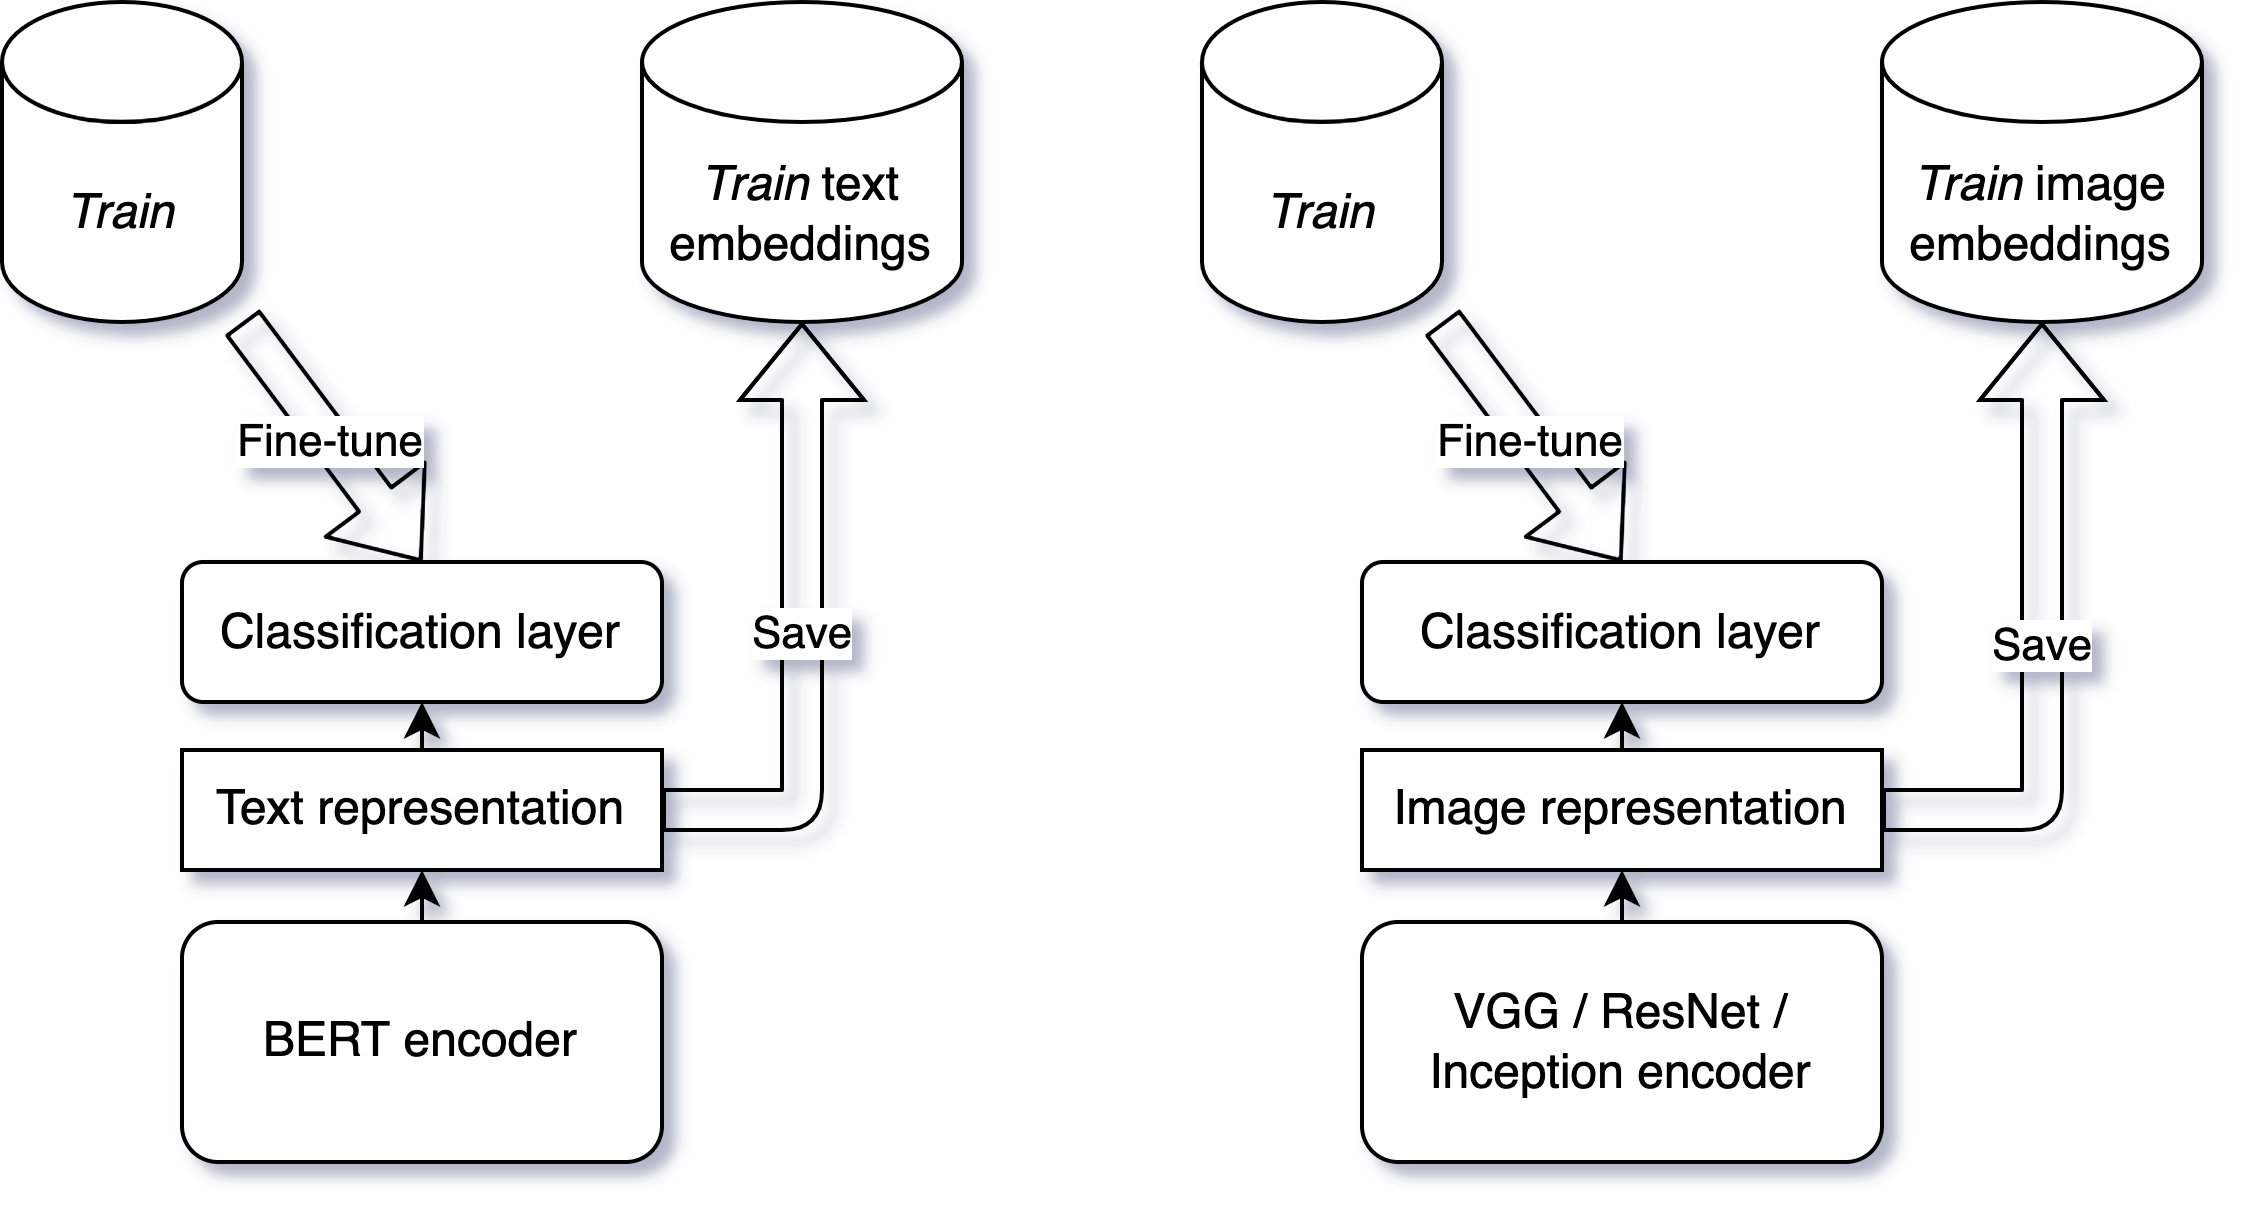 Train
Train text
embeddings
Fine-tune
Classification layer
Save
Text representation
BERT encoder
Train
Train image
embeddings
Fine-tune
Classification layer
Save
Image representation
VGG / ResNet /
Inception encoder